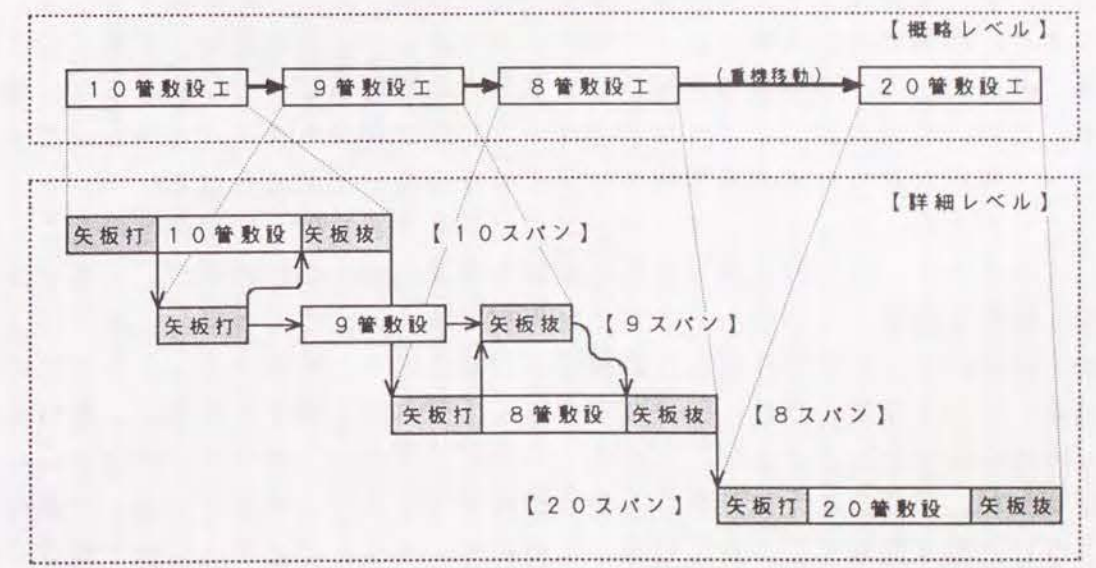 【概略レベル】
10管敷設工
9管敷設工
8管敷設工
(重機移動)
20管敷設工
【詳細レベル】
矢板打
10管敷設
矢板抜
【10スパン】
矢板打
9管敷設
矢板抜
【9スパン】
矢板打
8管敷設
矢板抜
【8スパン】
【20スパン】
矢板打
20管敷設
矢板抜